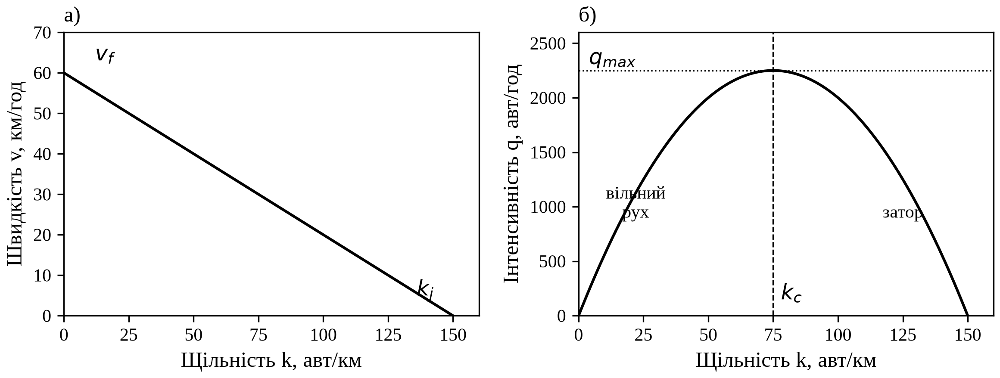 а)
70
60
50
40
30
20
10
0
Швидкість v, км/год
v_f
k_j
0 25 50 75 100 125 150
Щільність k, авт/км
б)
2500
2000
1500
1000
500
0
Інтенсивність q, авт/год
q_max
вільний
рух
затор
k_c
0 25 50 75 100 125 150
Щільність k, авт/км